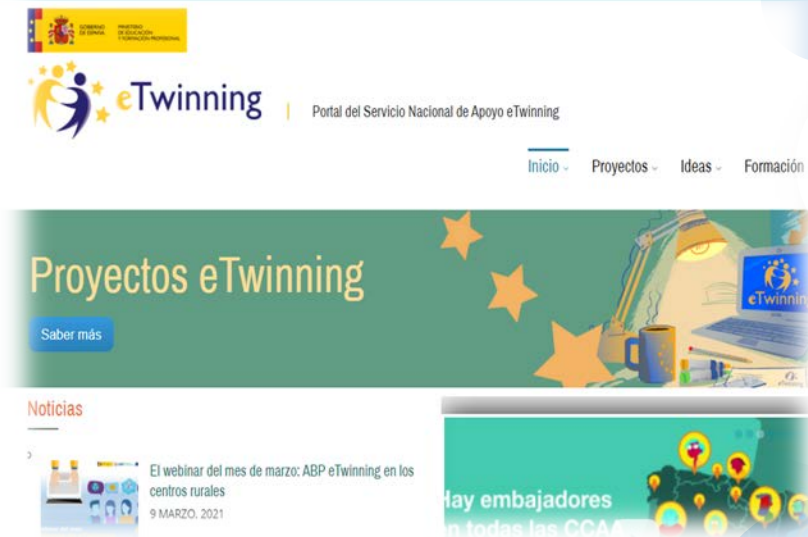 GOBIERNO
DE ESPAÑA
MINISTERIO
DE EDUCACIÓN
Y FORMACIÓN PROFESIONAL
eTwinning
Portal del Servicio Nacional de Apoyo eTwinning
Inicio
Proyectos
Ideas
Formación
Proyectos eTwinning
Saber más
eTwinnin
Noticias
El webinar del mes de marzo: ABP eTwinning en los
centros rurales
9 MARZO, 2021
Hay embajadores
en todas las CCAA